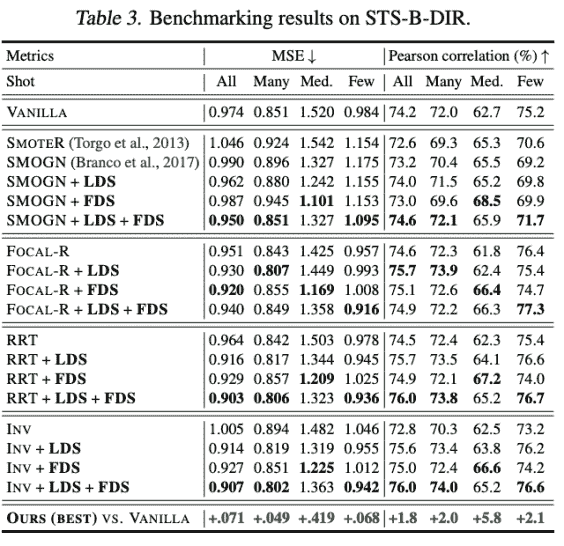 Table 3. Benchmarking results on STS-B-DIR.
Metrics MSE ↓ Pearson correlation (%) ↑
Shot All Many Med. Few All Many Med. Few
VANILLA 0.974 0.851 1.520 0.984 74.2 72.0 62.7 75.2
SMOTER (Torgo et al., 2013) 1.046 0.924 1.542 1.154 72.6 69.3 65.3 70.6
SMOGN (Branco et al., 2017) 0.990 0.896 1.327 1.175 73.2 70.4 65.5 69.2
SMOGN + LDS 0.962 0.880 1.242 1.155 74.0 71.5 65.2 69.8
SMOGN + FDS 0.987 0.945 1.101 1.153 73.0 69.6 68.5 69.9
SMOGN + LDS + FDS 0.950 0.851 1.327 1.095 74.6 72.1 65.9 71.7
FOCAL-R 0.951 0.843 1.425 0.957 74.6 72.3 61.8 76.4
FOCAL-R + LDS 0.930 0.807 1.449 0.993 75.7 73.9 62.4 75.4
FOCAL-R + FDS 0.920 0.855 1.169 1.008 75.1 72.6 66.4 74.7
FOCAL-R + LDS + FDS 0.940 0.849 1.358 0.916 74.9 72.2 66.3 77.3
RRT 0.964 0.842 1.503 0.978 74.5 72.4 62.3 75.4
RRT + LDS 0.916 0.817 1.344 0.945 75.7 73.5 64.1 76.6
RRT + FDS 0.929 0.857 1.209 1.025 74.9 72.1 67.2 74.0
RRT + LDS + FDS 0.903 0.806 1.323 0.936 76.0 73.8 65.2 76.7
INV 1.005 0.894 1.482 1.046 72.8 70.3 62.5 73.2
INV + LDS 0.914 0.819 1.319 0.955 75.6 73.4 63.8 76.2
INV + FDS 0.927 0.851 1.225 1.012 75.0 72.4 66.6 74.2
INV + LDS + FDS 0.907 0.802 1.363 0.942 76.0 74.0 65.2 76.6
OURS (BEST) VS. VANILLA +.071 +.049 +.419 +.068 +1.8 +2.0 +5.8 +2.1